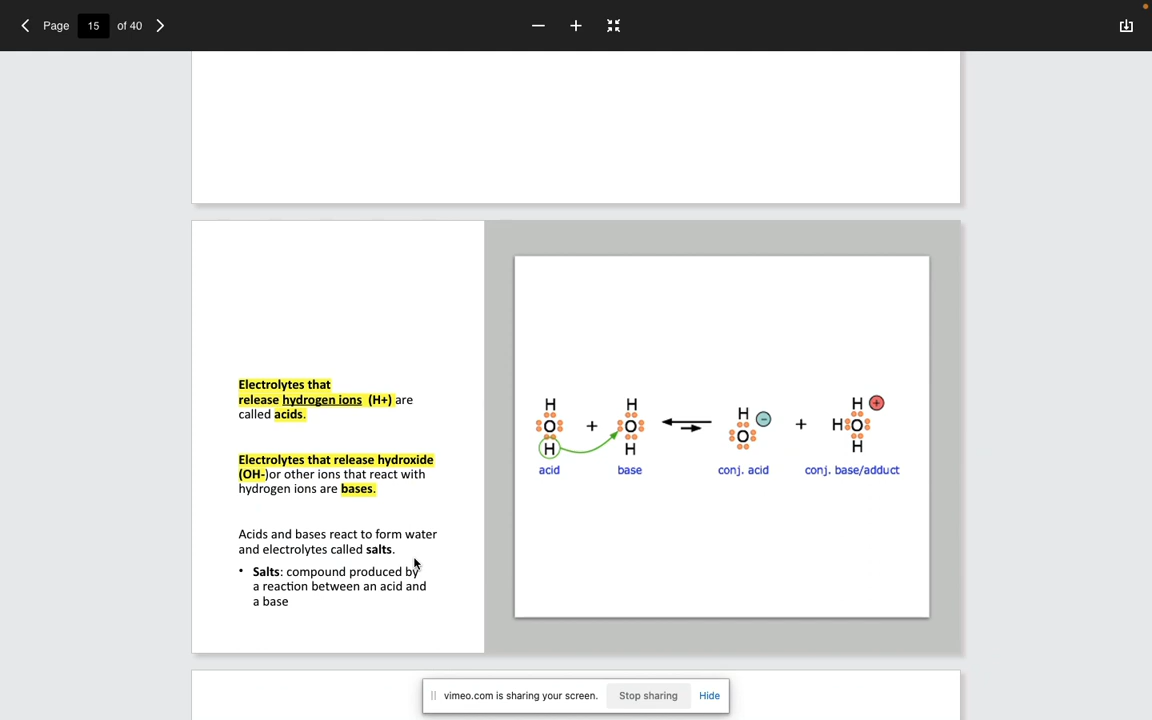 Page 15 of 40
Electrolytes that
release hydrogen ions (H+) are
called acids.
Electrolytes that release hydroxide
(OH-)or other ions that react with
hydrogen ions are bases.
Acids and bases react to form water
and electrolytes called salts.
• Salts: compound produced by
a reaction between an acid and
a base
H H H H +
O + O H - + H O
H H O H
acid base conj. acid conj. base/adduct
vimeo.com is sharing your screen. Stop sharing Hide